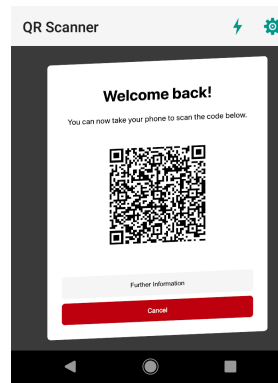 QR Scanner
Welcome back!
You can now take your phone to scan the code below.
Further Information
Cancel